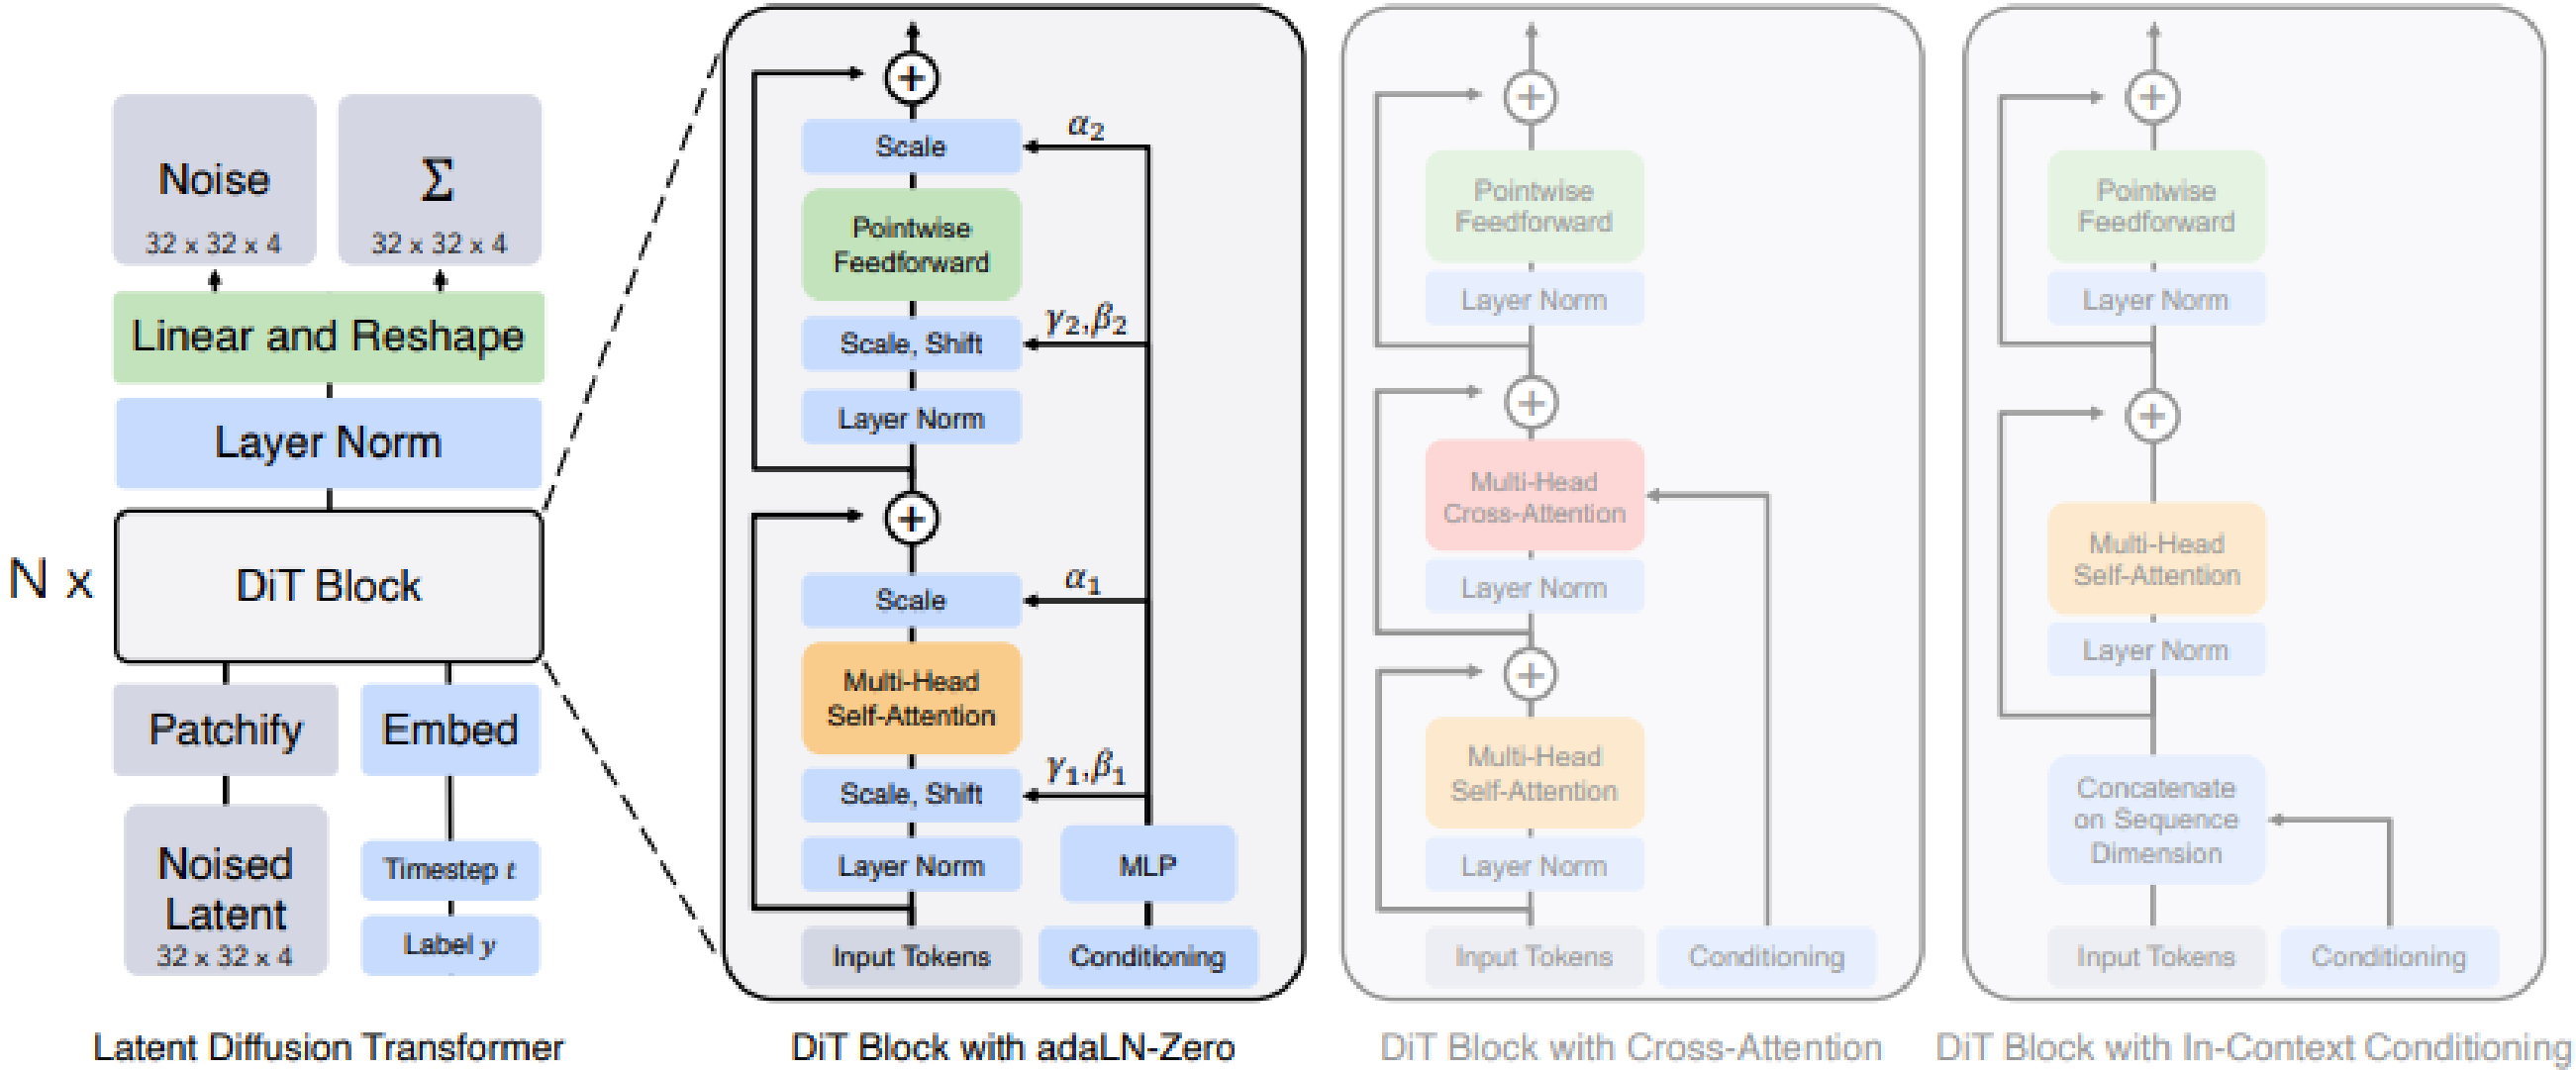 Noise
32 x 32 x 4
Σ
32 x 32 x 4
Linear and Reshape
Layer Norm
N x
DiT Block
Patchify
Embed
Noised
Latent
32 x 32 x 4
Timestep t
Label y
Latent Diffusion Transformer
+
Scale
α₂
Pointwise
Feedforward
Scale, Shift
γ₂,β₂
Layer Norm
+
Scale
α₁
Multi-Head
Self-Attention
Scale, Shift
γ₁,β₁
Layer Norm
MLP
Input Tokens
Conditioning
DiT Block with adaLN-Zero
+
Pointwise
Feedforward
Layer Norm
+
Multi-Head
Cross-Attention
Layer Norm
+
Multi-Head
Self-Attention
Layer Norm
Input Tokens
Conditioning
DiT Block with Cross-Attention
+
Pointwise
Feedforward
Layer Norm
+
Multi-Head
Self-Attention
Layer Norm
Concatenate
on Sequence
Dimension
Input Tokens
Conditioning
DiT Block with In-Context Conditioning